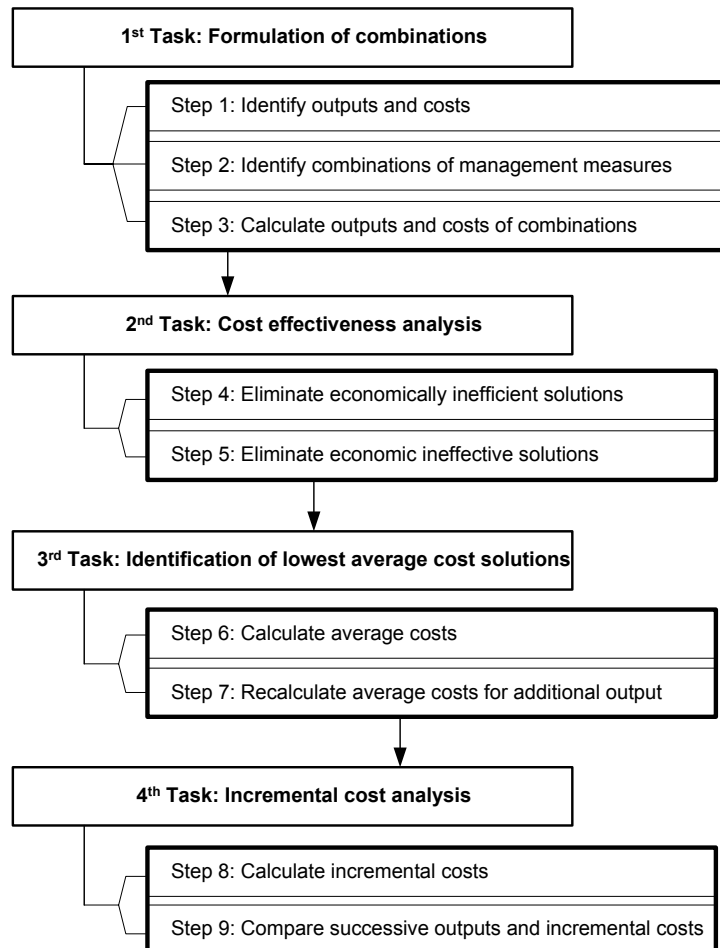 1st Task: Formulation of combinations
Step 1: Identify outputs and costs
Step 2: Identify combinations of management measures
Step 3: Calculate outputs and costs of combinations
2nd Task: Cost effectiveness analysis
Step 4: Eliminate economically inefficient solutions
Step 5: Eliminate economic ineffective solutions
3rd Task: Identification of lowest average cost solutions
Step 6: Calculate average costs
Step 7: Recalculate average costs for additional output
4th Task: Incremental cost analysis
Step 8: Calculate incremental costs
Step 9: Compare successive outputs and incremental costs